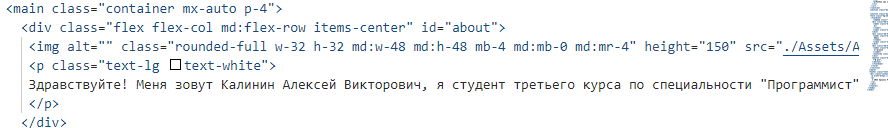 <main class="container mx-auto p-4">
<div class="flex flex-col md:flex-row items-center" id="about">
<img alt="" class="rounded-full w-32 h-32 md:w-48 md:h-48 mb-4 md:mb-0 md:mr-4" height="150" src="./Assets/A
<p class="text-lg text-white">
Здравствуйте! Меня зовут Калинин Алексей Викторович, я студент третьего курса по специальности "Программист"
</p>
</div>